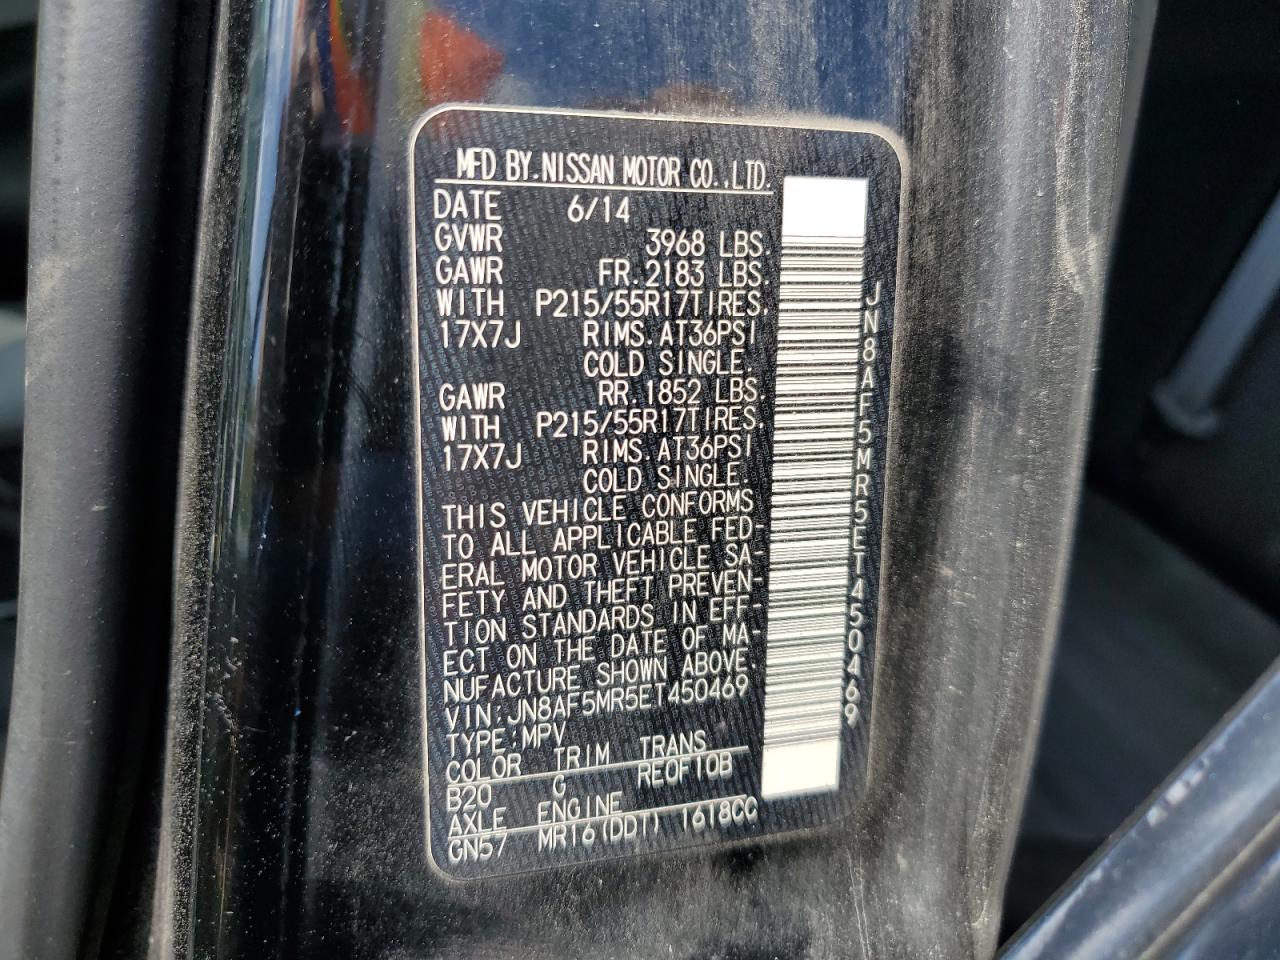 MFD BY.NISSAN MOTOR CO.,LTD.
DATE 6/14
GVWR 3968 LBS.
GAWR FR.2183 LBS.
WITH P215/55R17TIRES.
17X7J RIMS.AT36PSI
COLD SINGLE.
GAWR RR.1852 LBS.
WITH P215/55R17TIRES.
17X7J RIMS.AT36PSI
COLD SINGLE.
THIS VEHICLE CONFORMS
TO ALL APPLICABLE FED-
ERAL MOTOR VEHICLE SA-
FETY AND THEFT PREVEN-
TION STANDARDS IN EFF-
ECT ON THE DATE OF MA-
NUFACTURE SHOWN ABOVE.
VIN:JN8AF5MR5ET450469
TYPE:MPV
COLOR TRIM TRANS
B20 G RE0F10B
AXLE ENGINE
GN57 MR16(DDT) 1618CC
JN8AF5MR5ET450469